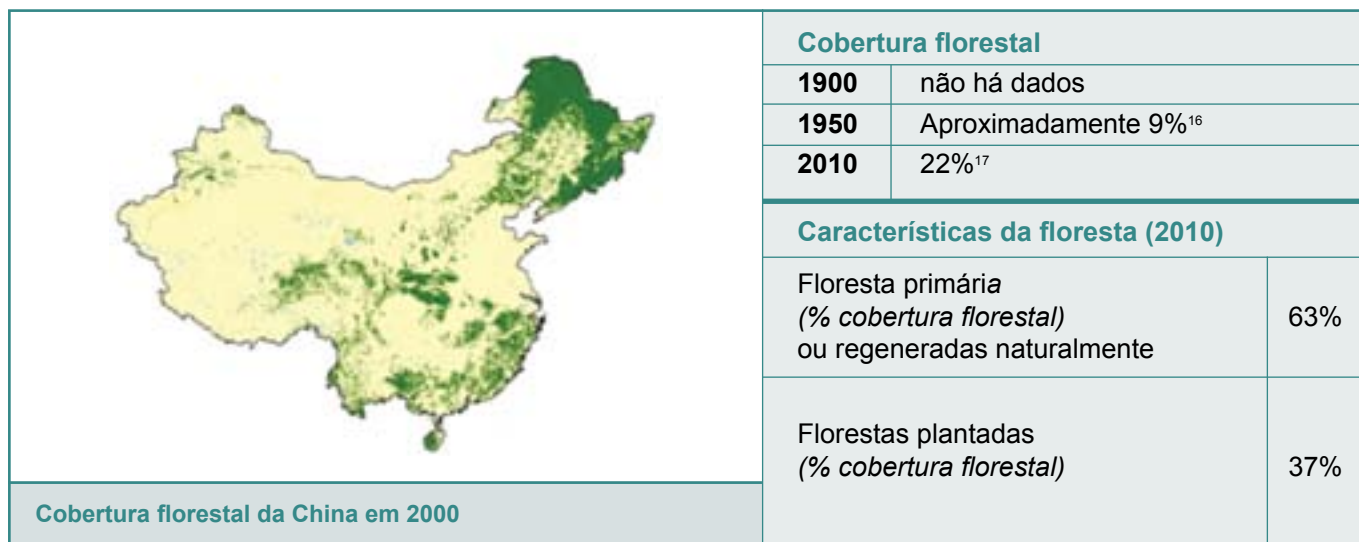 Cobertura florestal
1900 não há dados
1950 Aproximadamente 9%¹⁶
2010 22%¹⁷
Características da floresta (2010)
Floresta primária
(% cobertura florestal)
ou regeneradas naturalmente
63%
Florestas plantadas
(% cobertura florestal)
37%
Cobertura florestal da China em 2000